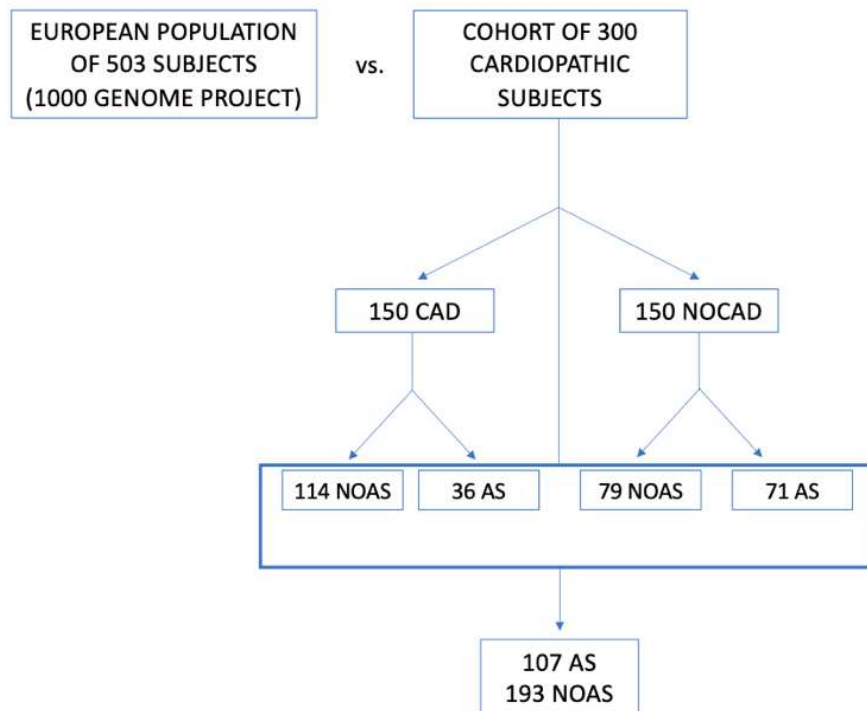 EUROPEAN POPULATION
OF 503 SUBJECTS
(1000 GENOME PROJECT)
vs.
COHORT OF 300
CARDIOPATHIC
SUBJECTS
150 CAD
150 NOCAD
114 NOAS
36 AS
79 NOAS
71 AS
107 AS
193 NOAS